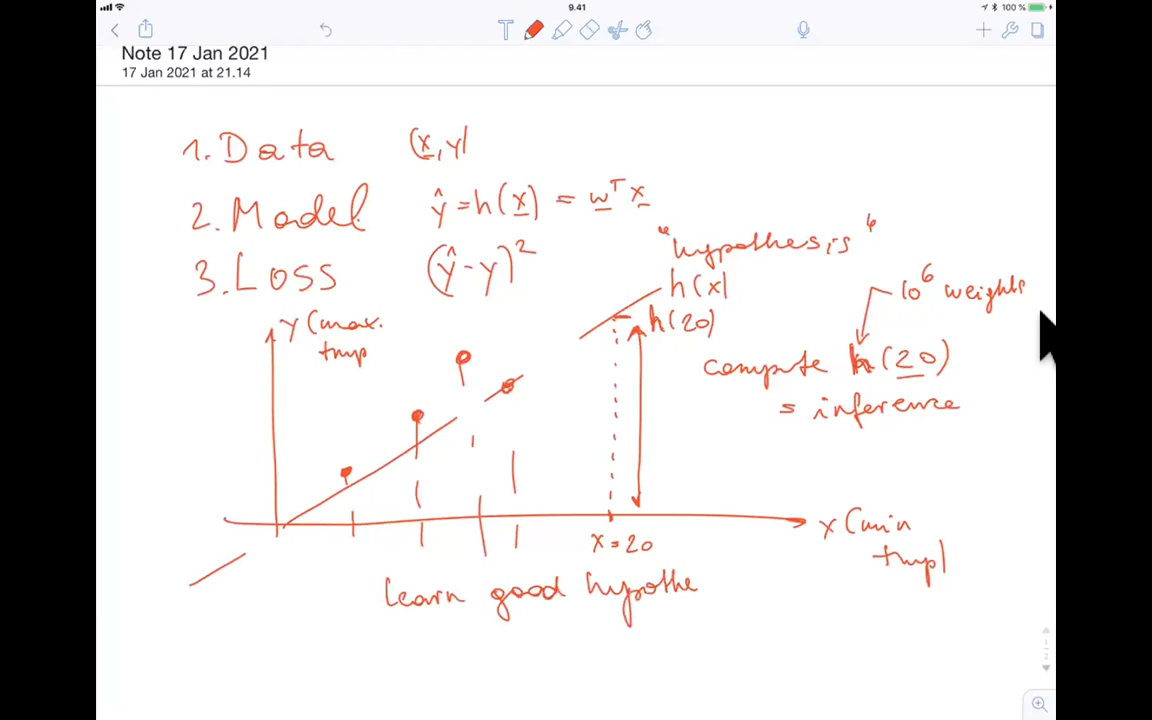 9.41
100 %
Note 17 Jan 2021
17 Jan 2021 at 21.14
1. Data (x, y)
2. Model ŷ = h(x) = wᵀx
3. Loss (ŷ - y)²
"hypothesis"
h(x)
h(20)
10⁶ weights
compute h(20)
= inference
y (max.
tmp
x = 20
x (min
tmp)
Learn good hypothe